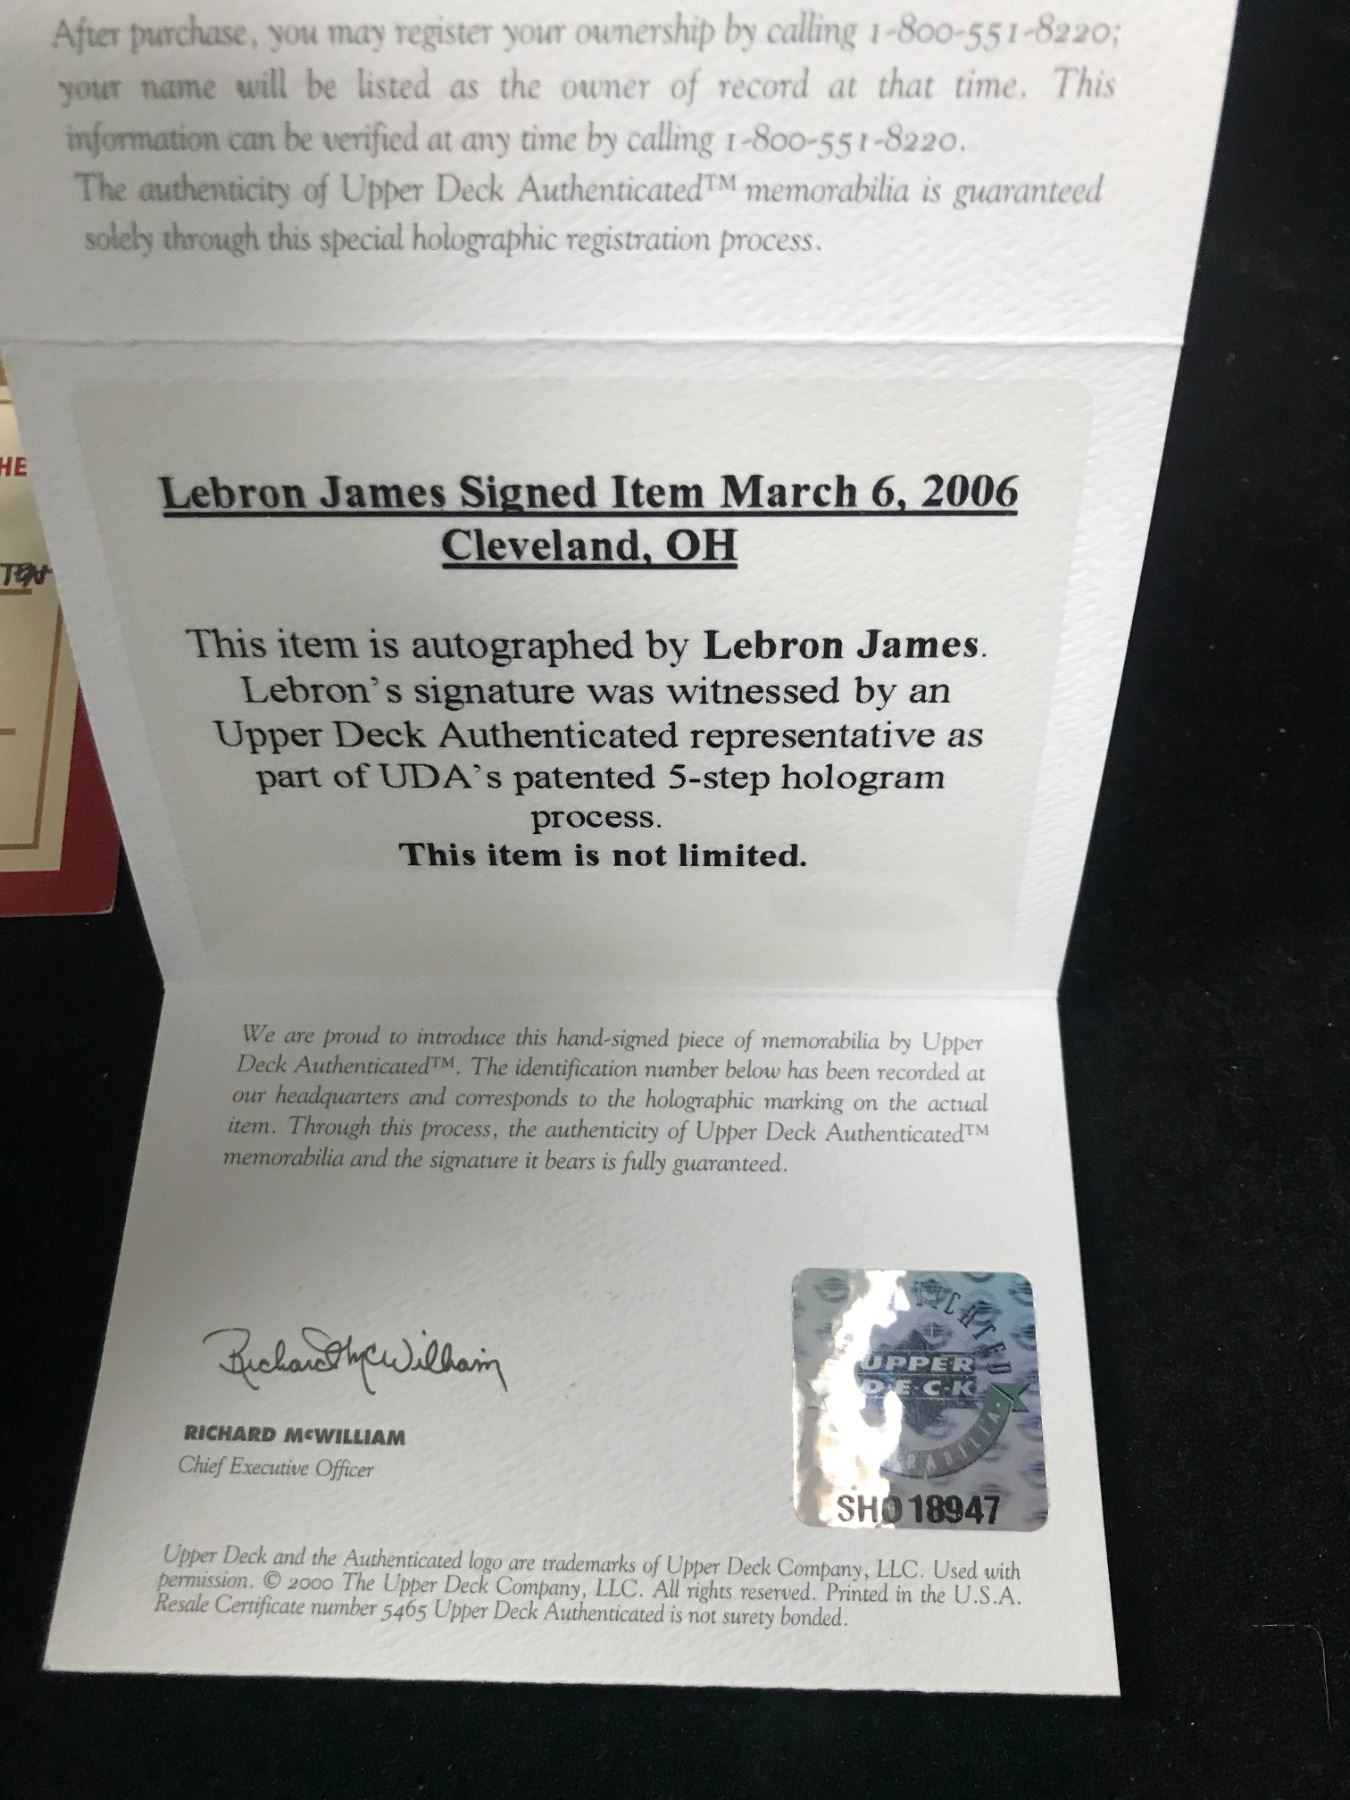 After purchase, you may register your ownership by calling 1-800-551-8220;
your name will be listed as the owner of record at that time. This
information can be verified at any time by calling 1-800-551-8220.
The authenticity of Upper Deck Authenticated™ memorabilia is guaranteed
solely through this special holographic registration process.
HE
Lebron James Signed Item March 6, 2006
Cleveland, OH
This item is autographed by Lebron James.
Lebron's signature was witnessed by an
Upper Deck Authenticated representative as
part of UDA's patented 5-step hologram
process.
This item is not limited.
We are proud to introduce this hand-signed piece of memorabilia by Upper
Deck Authenticated™. The identification number below has been recorded at
our headquarters and corresponds to the holographic marking on the actual
item. Through this process, the authenticity of Upper Deck Authenticated™
memorabilia and the signature it bears is fully guaranteed.
Richard McWilliam
RICHARD McWILLIAM
Chief Executive Officer
UPPER
D·E·C·K
SHO18947
Upper Deck and the Authenticated logo are trademarks of Upper Deck Company, LLC. Used with
permission. © 2000 The Upper Deck Company, LLC. All rights reserved. Printed in the U.S.A.
Resale Certificate number 5465 Upper Deck Authenticated is not surety bonded.